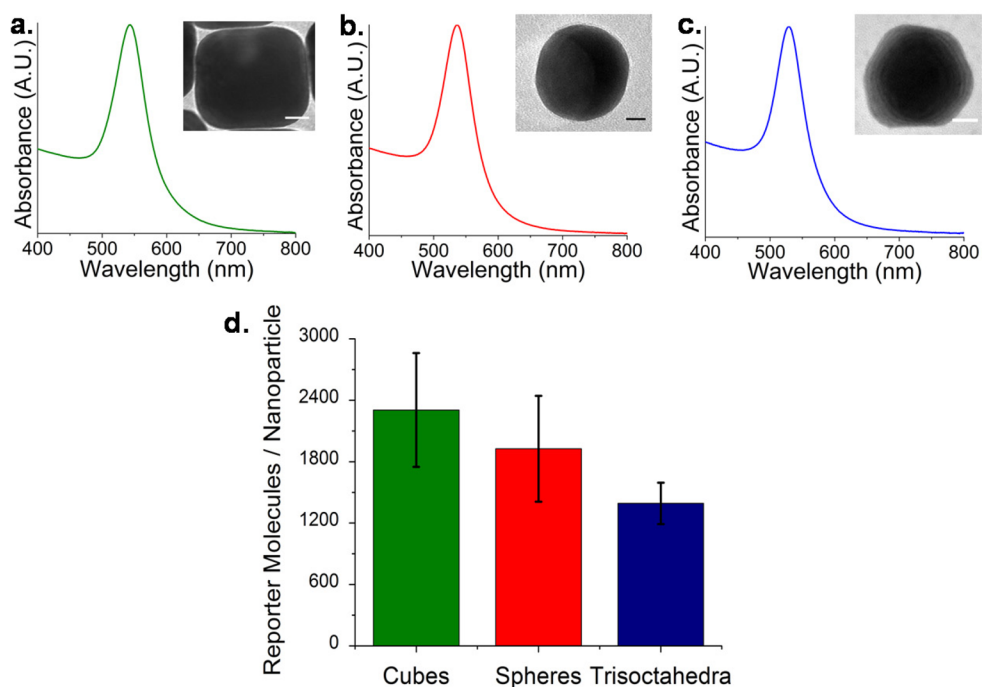 a.
Absorbance (A.U.)
400 500 600 700 800
Wavelength (nm)
b.
Absorbance (A.U.)
400 500 600 700 800
Wavelength (nm)
c.
Absorbance (A.U.)
400 500 600 700 800
Wavelength (nm)
d.
Reporter Molecules / Nanoparticle
3000
2400
1800
1200
600
0
Cubes Spheres Trisoctahedra